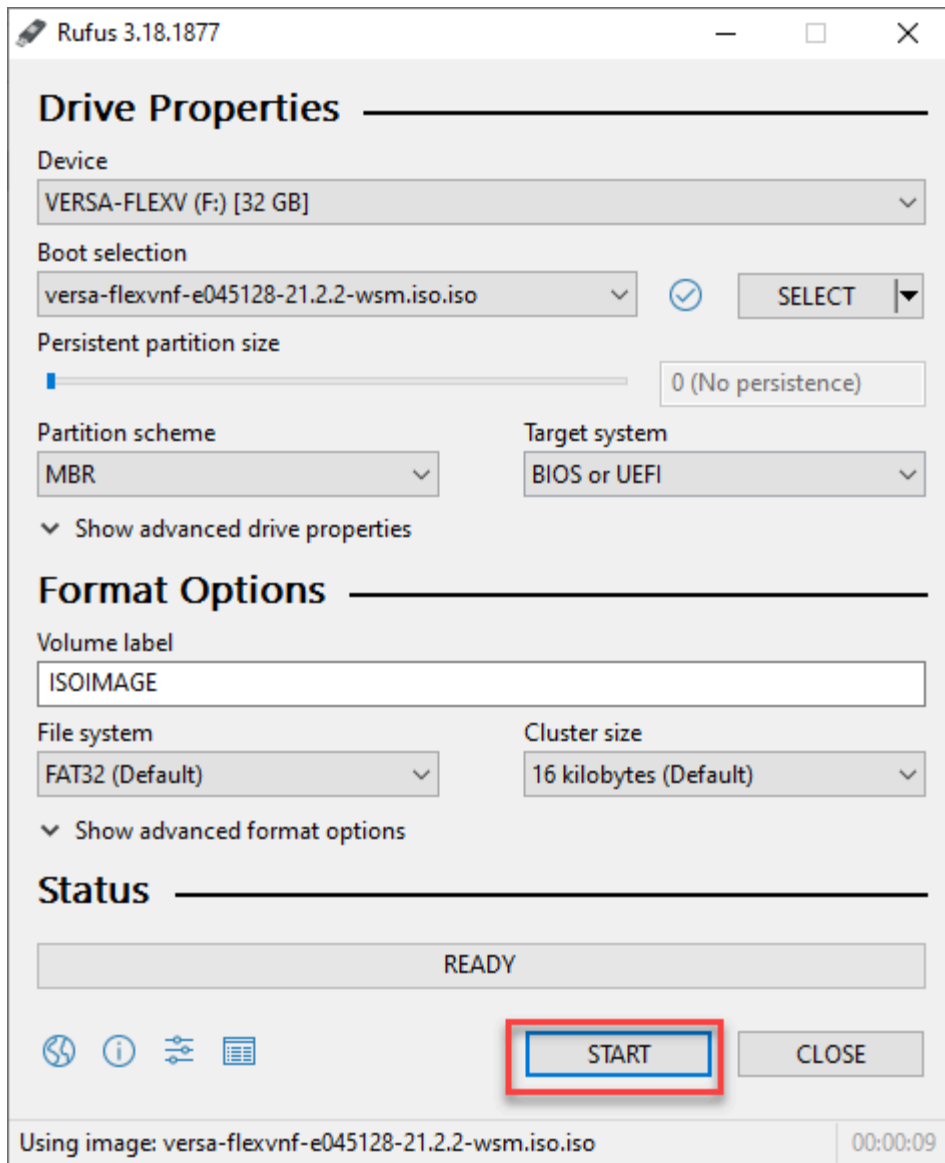 Rufus 3.18.1877
Drive Properties
Device
VERSA-FLEXV (F:) [32 GB]
Boot selection
versa-flexvnf-e045128-21.2.2-wsm.iso.iso
SELECT
Persistent partition size
0 (No persistence)
Partition scheme
Target system
MBR
BIOS or UEFI
Show advanced drive properties
Format Options
Volume label
ISOIMAGE
File system
Cluster size
FAT32 (Default)
16 kilobytes (Default)
Show advanced format options
Status
READY
START
CLOSE
Using image: versa-flexvnf-e045128-21.2.2-wsm.iso.iso
00:00:09